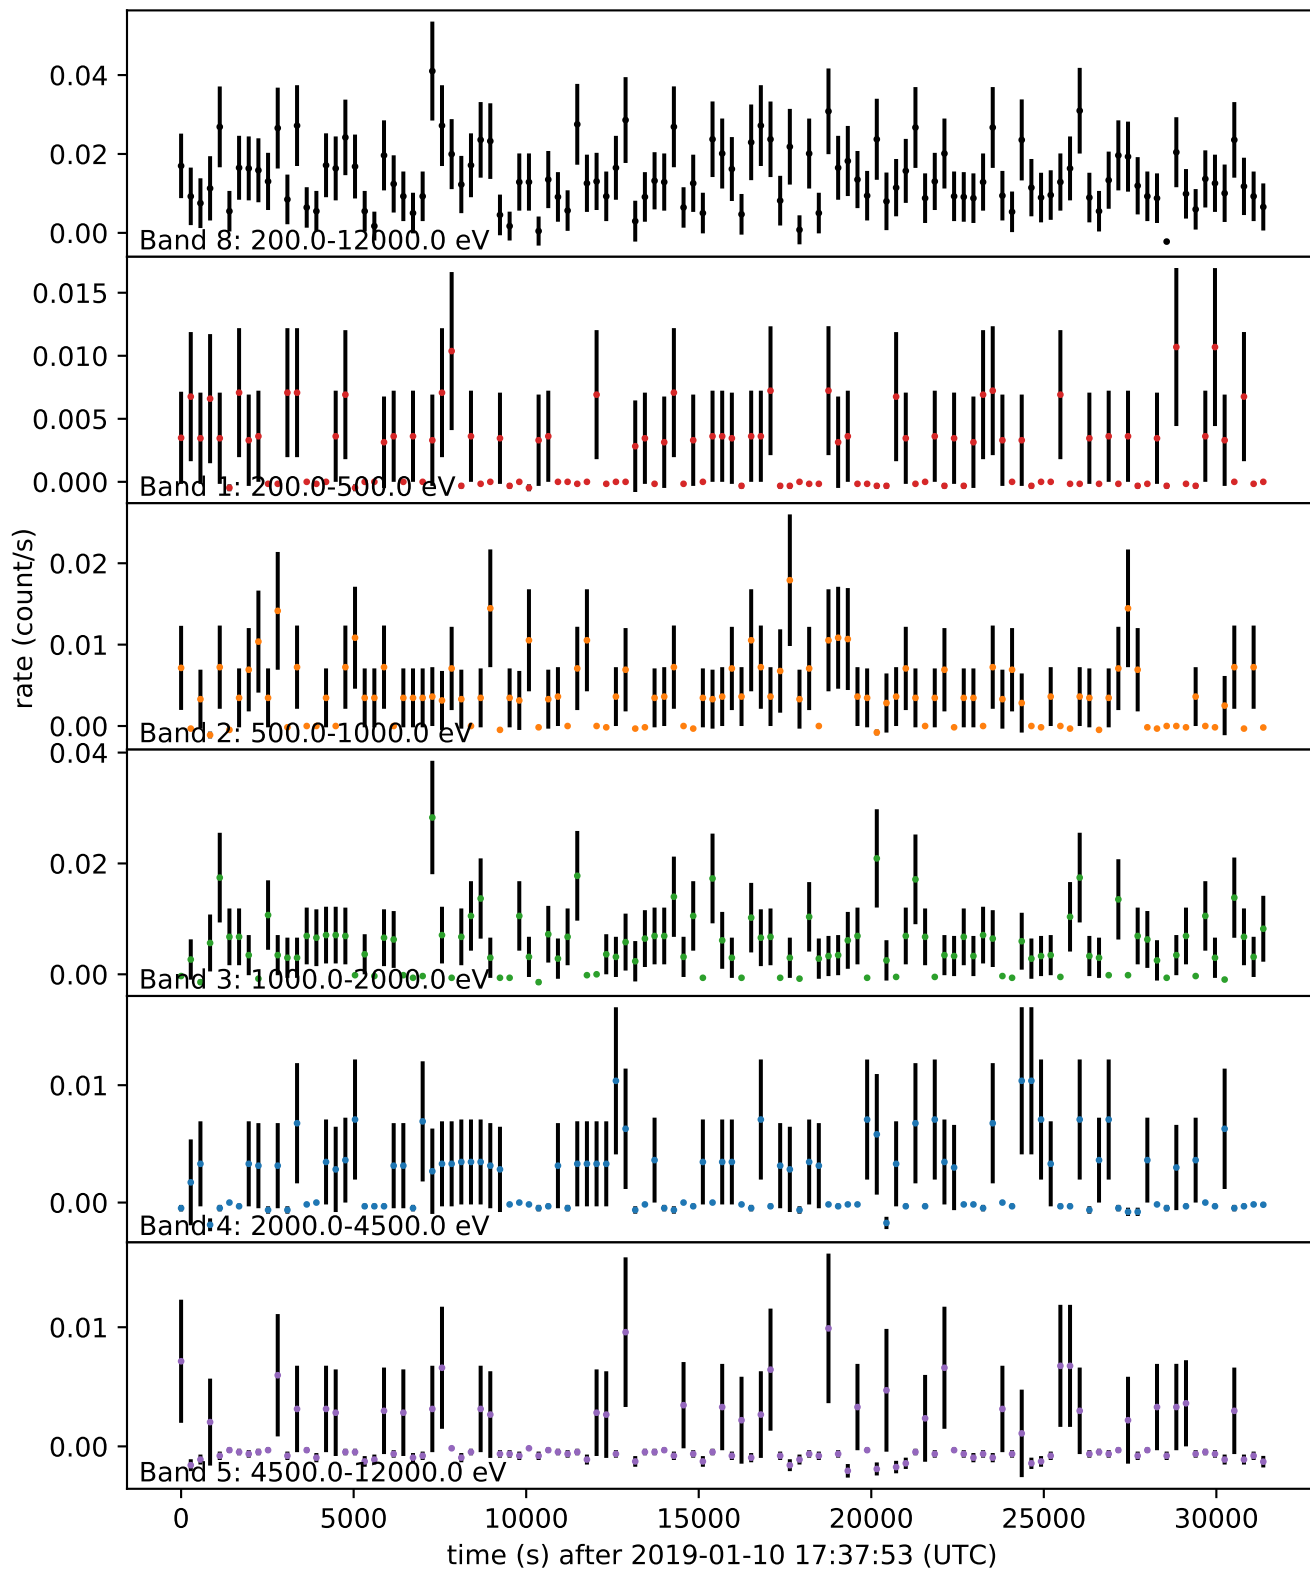 0.04
0.02
0.00
Band 8: 200.0-12000.0 eV
0.015
0.010
0.005
0.000
Band 1: 200.0-500.0 eV
rate (count/s)
0.02
0.01
0.00
Band 2: 500.0-1000.0 eV
0.04
0.02
0.00
Band 3: 1000.0-2000.0 eV
0.01
0.00
Band 4: 2000.0-4500.0 eV
0.01
0.00
Band 5: 4500.0-12000.0 eV
0 5000 10000 15000 20000 25000 30000
time (s) after 2019-01-10 17:37:53 (UTC)